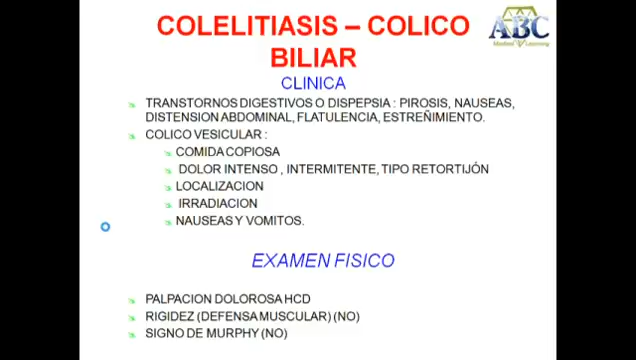 COLELITIASIS – COLICO
BILIAR
ABC
Medical Learning
CLINICA
TRANSTORNOS DIGESTIVOS O DISPEPSIA : PIROSIS, NAUSEAS,
DISTENSION ABDOMINAL, FLATULENCIA, ESTREÑIMIENTO.
COLICO VESICULAR :
COMIDA COPIOSA
DOLOR INTENSO , INTERMITENTE, TIPO RETORTIJÓN
LOCALIZACION
IRRADIACION
NAUSEAS Y VOMITOS.
EXAMEN FISICO
PALPACION DOLOROSA HCD
RIGIDEZ (DEFENSA MUSCULAR) (NO)
SIGNO DE MURPHY (NO)